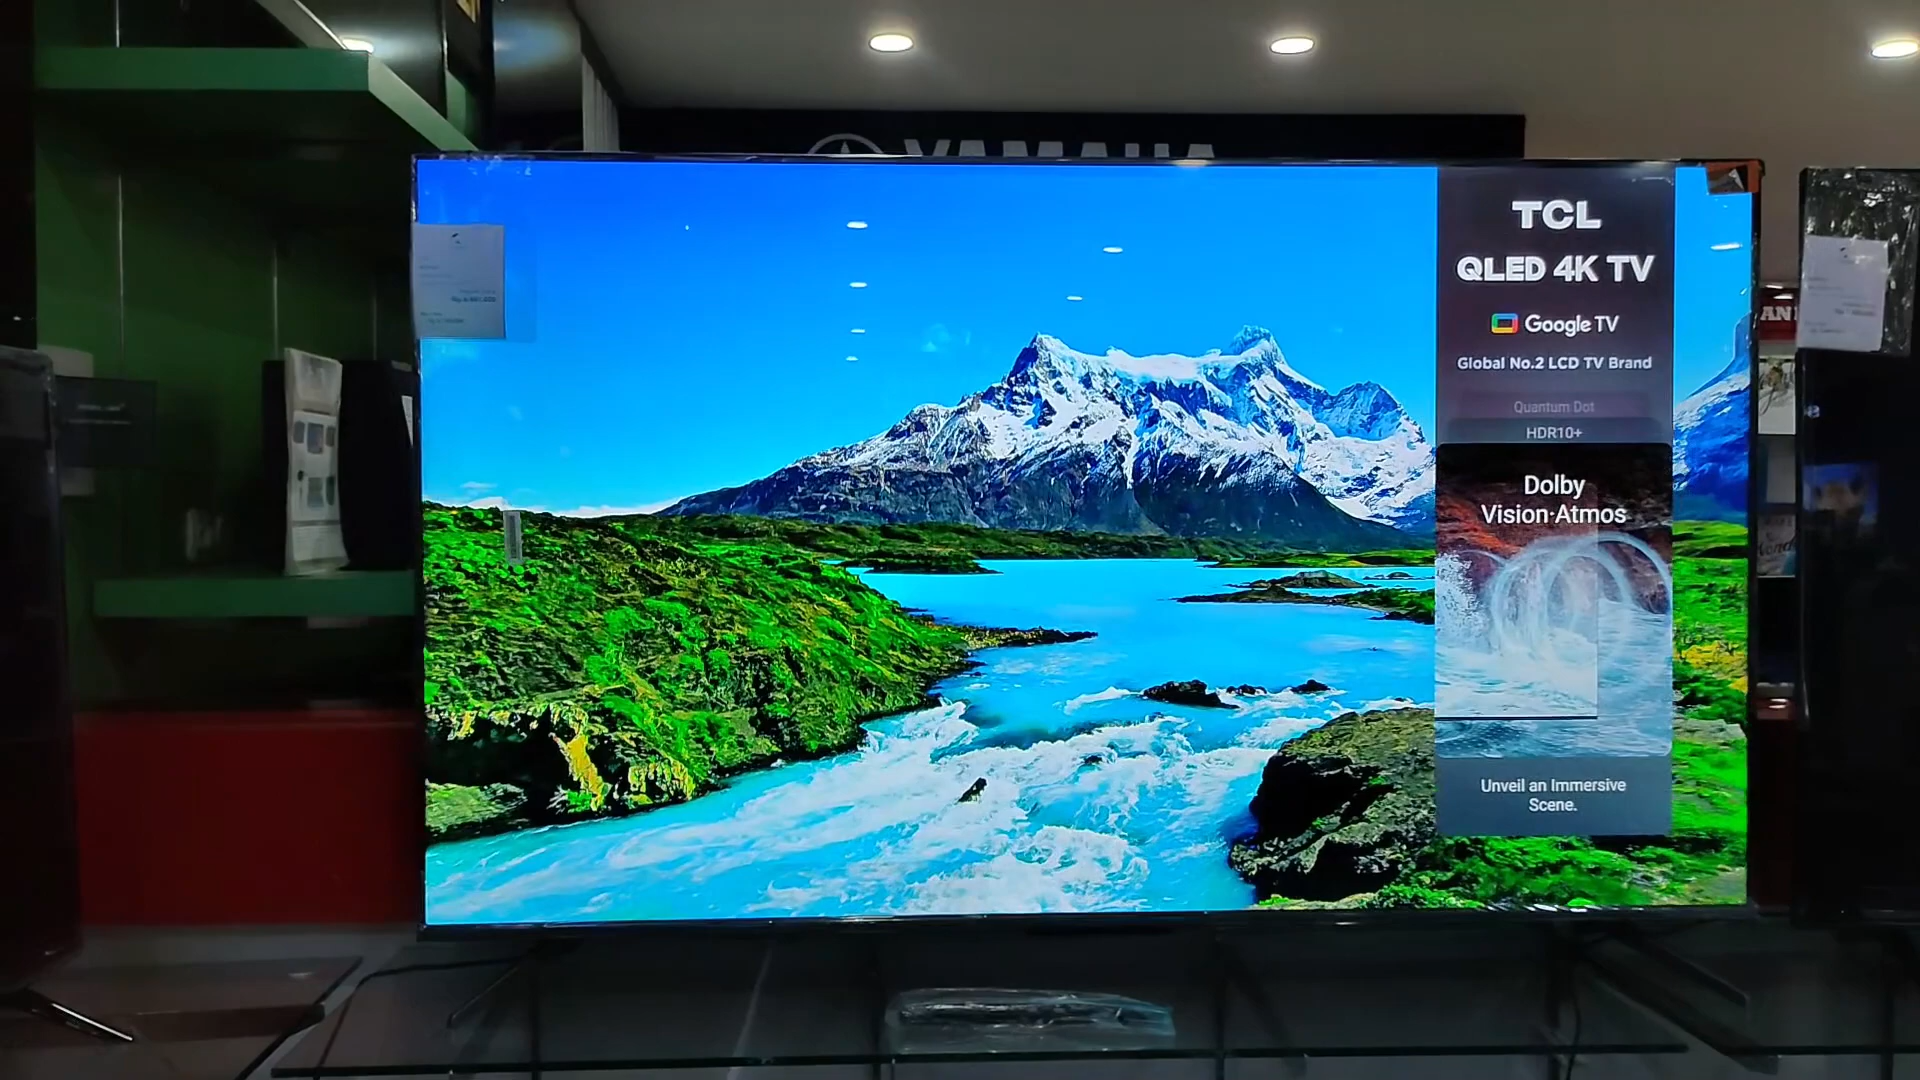 YAMAHA
TCL
QLED 4K TV
Google TV
Global No.2 LCD TV Brand
Quantum Dot
HDR10+
Dolby
Vision·Atmos
Unveil an Immersive
Scene.